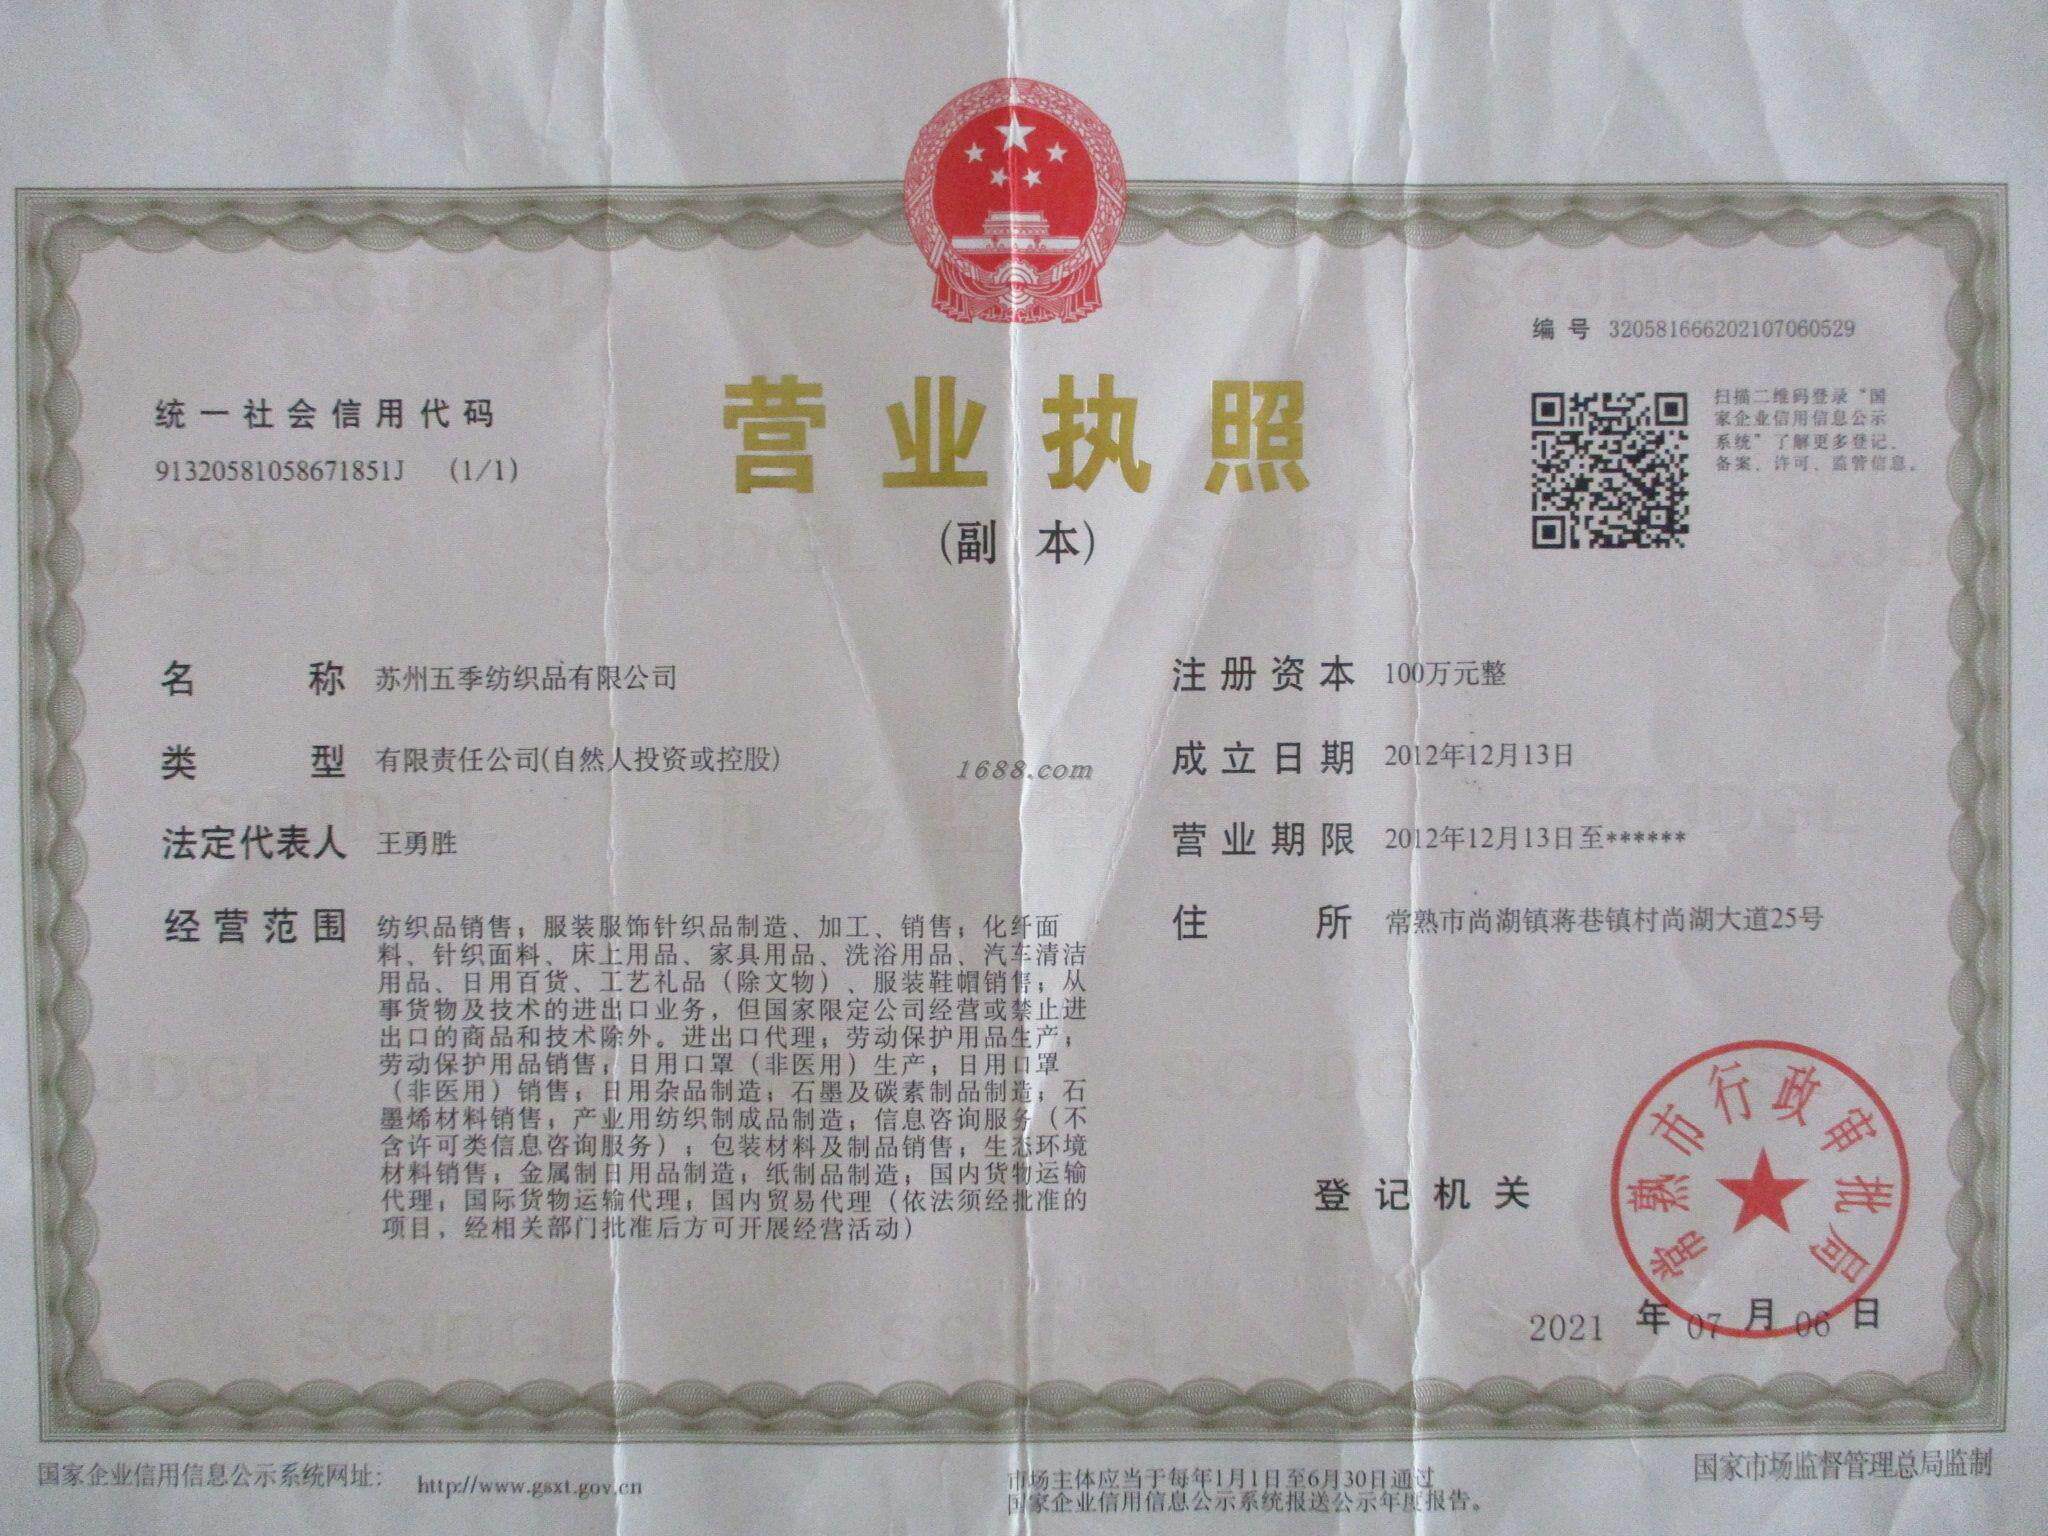 编 号 320581666202107060529
统一社会信用代码
91320581058671851J （1/1）
营业执照
（副 本）
扫描二维码登录“国
家企业信用信息公示
系统”了解更多登记、
备案、许可、监管信息。
名 称 苏州五季纺织品有限公司
类 型 有限责任公司(自然人投资或控股)
法定代表人 王勇胜
经营范围 纺织品销售；服装服饰针织品制造、加工、销售；化纤面
料、针织面料、床上用品、家具用品、洗浴用品、汽车清洁
用品、日用百货、工艺礼品（除文物）、服装鞋帽销售；从
事货物及技术的进出口业务，但国家限定公司经营或禁止进
出口的商品和技术除外。进出口代理；劳动保护用品生产；
劳动保护用品销售；日用口罩（非医用）生产；日用口罩
（非医用）销售；日用杂品制造；石墨及碳素制品制造；石
墨烯材料销售；产业用纺织制成品制造；信息咨询服务（不
含许可类信息咨询服务）；包装材料及制品销售；生态环境
材料销售；金属制日用品制造；纸制品制造；国内货物运输
代理；国际货物运输代理；国内贸易代理（依法须经批准的
项目，经相关部门批准后方可开展经营活动）
1688.com
注册资本 100万元整
成立日期 2012年12月13日
营业期限 2012年12月13日至******
住 所 常熟市尚湖镇蒋巷镇村尚湖大道25号
登记机关
常熟市行政审批局
2021 年 07 月 06 日
国家企业信用信息公示系统网址： http://www.gsxt.gov.cn
市场主体应当于每年1月1日至6月30日通过
国家企业信用信息公示系统报送公示年度报告。
国家市场监督管理总局监制